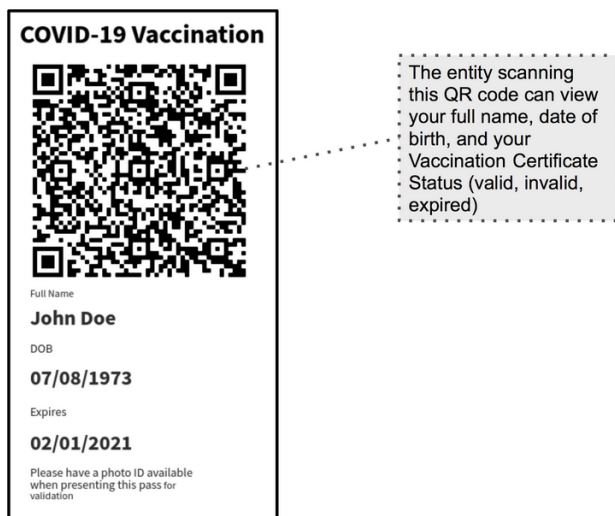 COVID-19 Vaccination
Full Name
John Doe
DOB
07/08/1973
Expires
02/01/2021
Please have a photo ID available
when presenting this pass for
validation
The entity scanning
this QR code can view
your full name, date of
birth, and your
Vaccination Certificate
Status (valid, invalid,
expired)